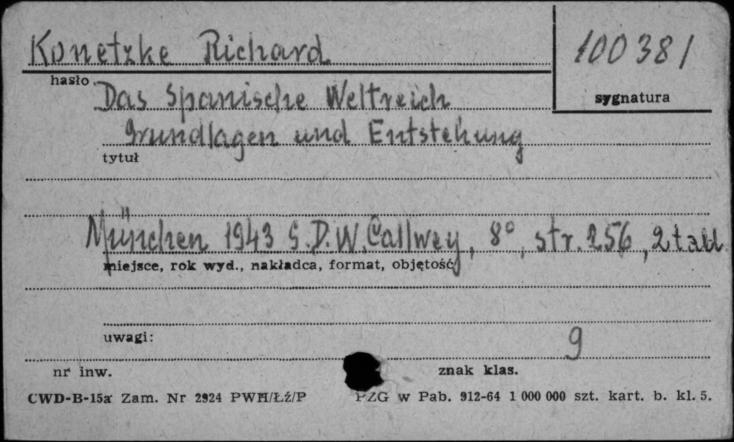 Konetzke Richard
100381
hasło
sygnatura
Das Spanische Weltreich
Grundlagen und Entstehung
tytuł
München 1943 G.D.W. Callwey, 8°, str. 256, 2 tabl
miejsce, rok wyd., nakładca, format, objętość
uwagi:
9
nr inw.
znak klas.
CWD-B-15a Zam. Nr 2924 PWH/Łź/P
PZG w Pab. 912-64 1 000 000 szt. kart. b. kl. 5.